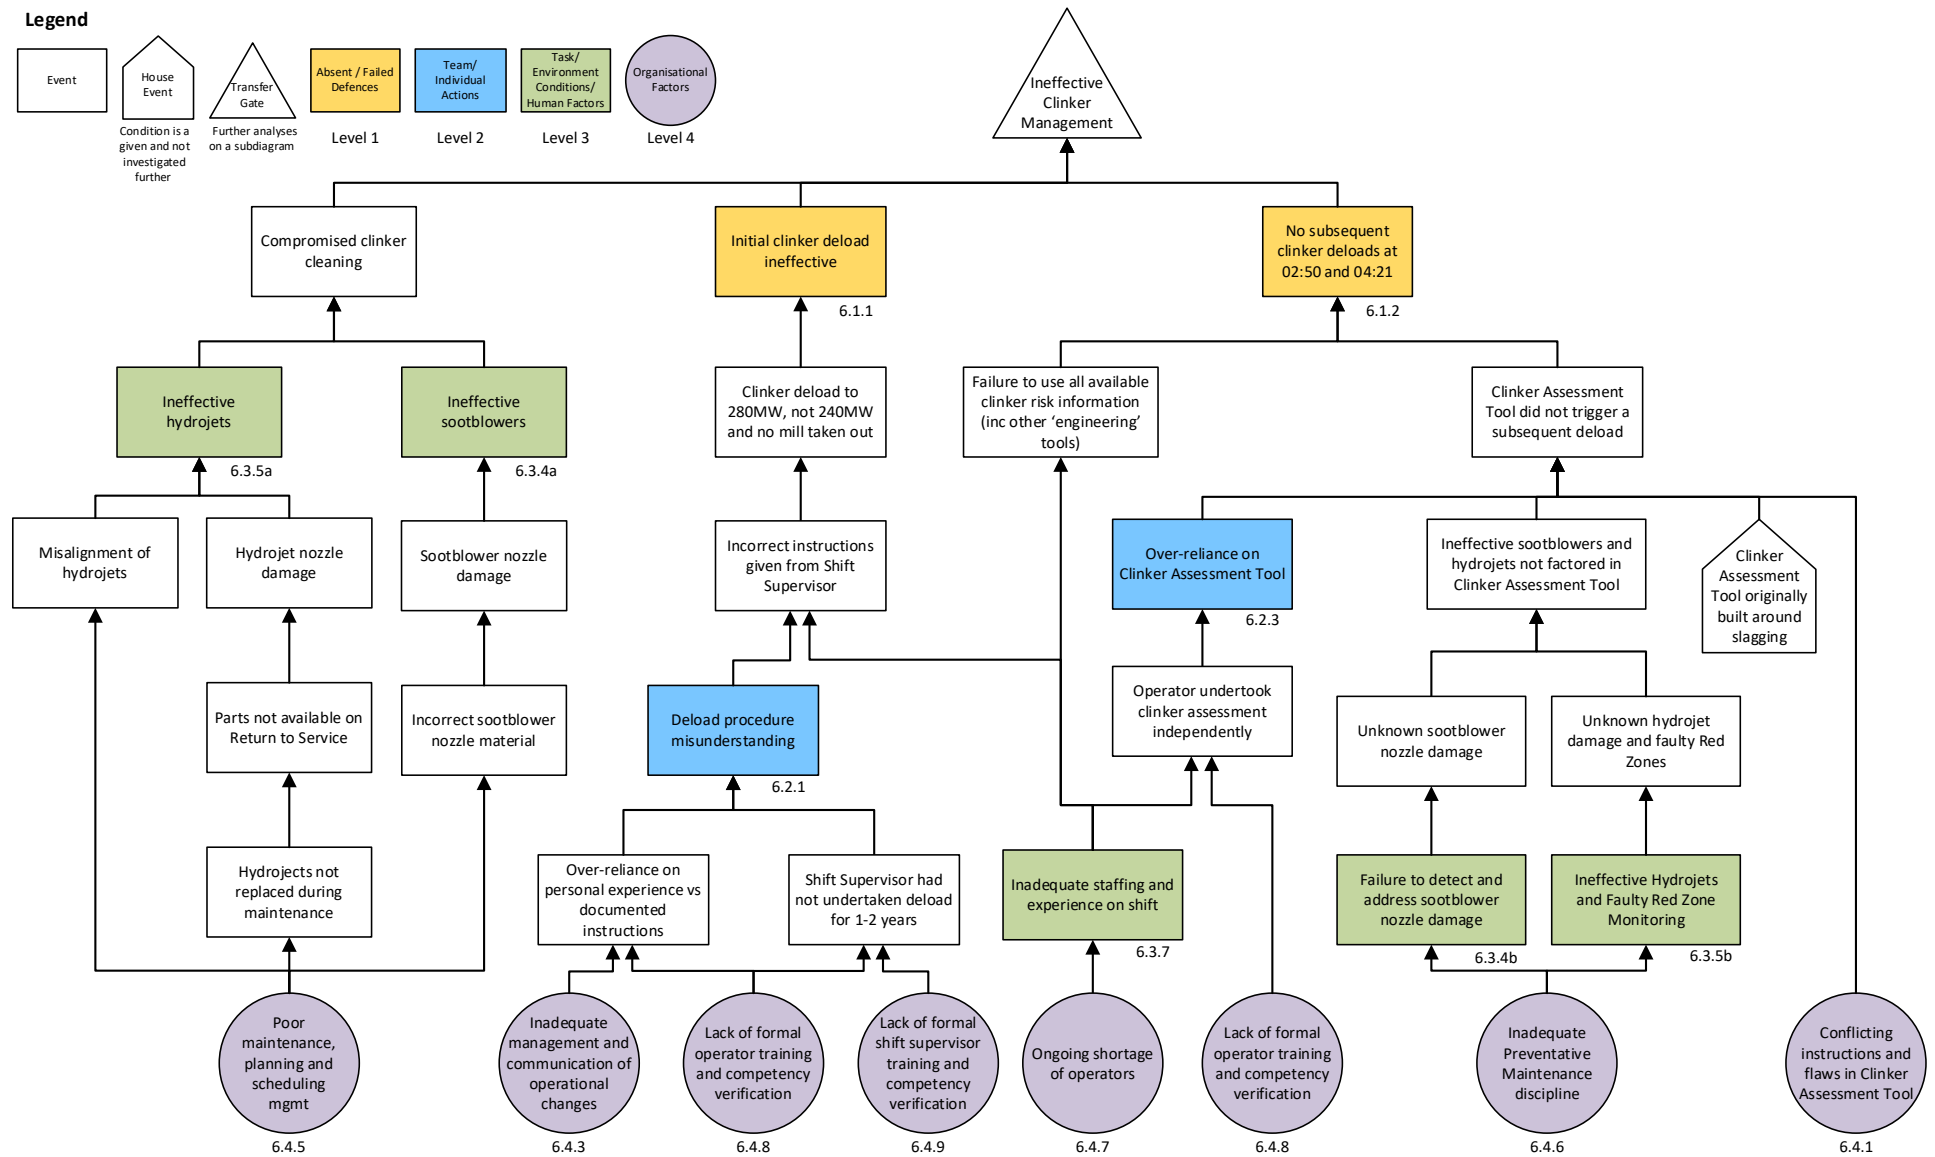 Legend
Event
House
Event
Condition is a
given and not
investigated
further
Transfer
Gate
Further analyses
on a subdiagram
Absent / Failed
Defences
Level 1
Team/
Individual
Actions
Level 2
Task/
Environment
Conditions/
Human Factors
Level 3
Organisational
Factors
Level 4
Ineffective
Clinker
Management
Compromised clinker
cleaning
Initial clinker deload
ineffective
6.1.1
No subsequent
clinker deloads at
02:50 and 04:21
6.1.2
Ineffective
hydrojets
6.3.5a
Ineffective
sootblowers
6.3.4a
Clinker deload to
280MW, not 240MW
and no mill taken out
Failure to use all available
clinker risk information
(inc other ‘engineering’
tools)
Clinker Assessment
Tool did not trigger a
subsequent deload
Misalignment of
hydrojets
Hydrojet nozzle
damage
Sootblower nozzle
damage
Incorrect instructions
given from Shift
Supervisor
Over-reliance on
Clinker Assessment Tool
6.2.3
Ineffective sootblowers and
hydrojets not factored in
Clinker Assessment Tool
Clinker
Assessment
Tool originally
built around
slagging
Parts not available on
Return to Service
Incorrect sootblower
nozzle material
Deload procedure
misunderstanding
6.2.1
Operator undertook
clinker assessment
independently
Unknown sootblower
nozzle damage
Unknown hydrojet
damage and faulty Red
Zones
Hydrojects not
replaced during
maintenance
Over-reliance on
personal experience vs
documented
instructions
Shift Supervisor had
not undertaken deload
for 1-2 years
Inadequate staffing and
experience on shift
6.3.7
Failure to detect and
address sootblower
nozzle damage
6.3.4b
Ineffective Hydrojets
and Faulty Red Zone
Monitoring
6.3.5b
Poor
maintenance,
planning and
scheduling
mgmt
6.4.5
Inadequate
management and
communication of
operational
changes
6.4.3
Lack of formal
operator training
and competency
verification
6.4.8
Lack of formal
shift supervisor
training and
competency
verification
6.4.9
Ongoing shortage
of operators
6.4.7
Lack of formal
operator training
and competency
verification
6.4.8
Inadequate
Preventative
Maintenance
discipline
6.4.6
Conflicting
instructions and
flaws in Clinker
Assessment Tool
6.4.1